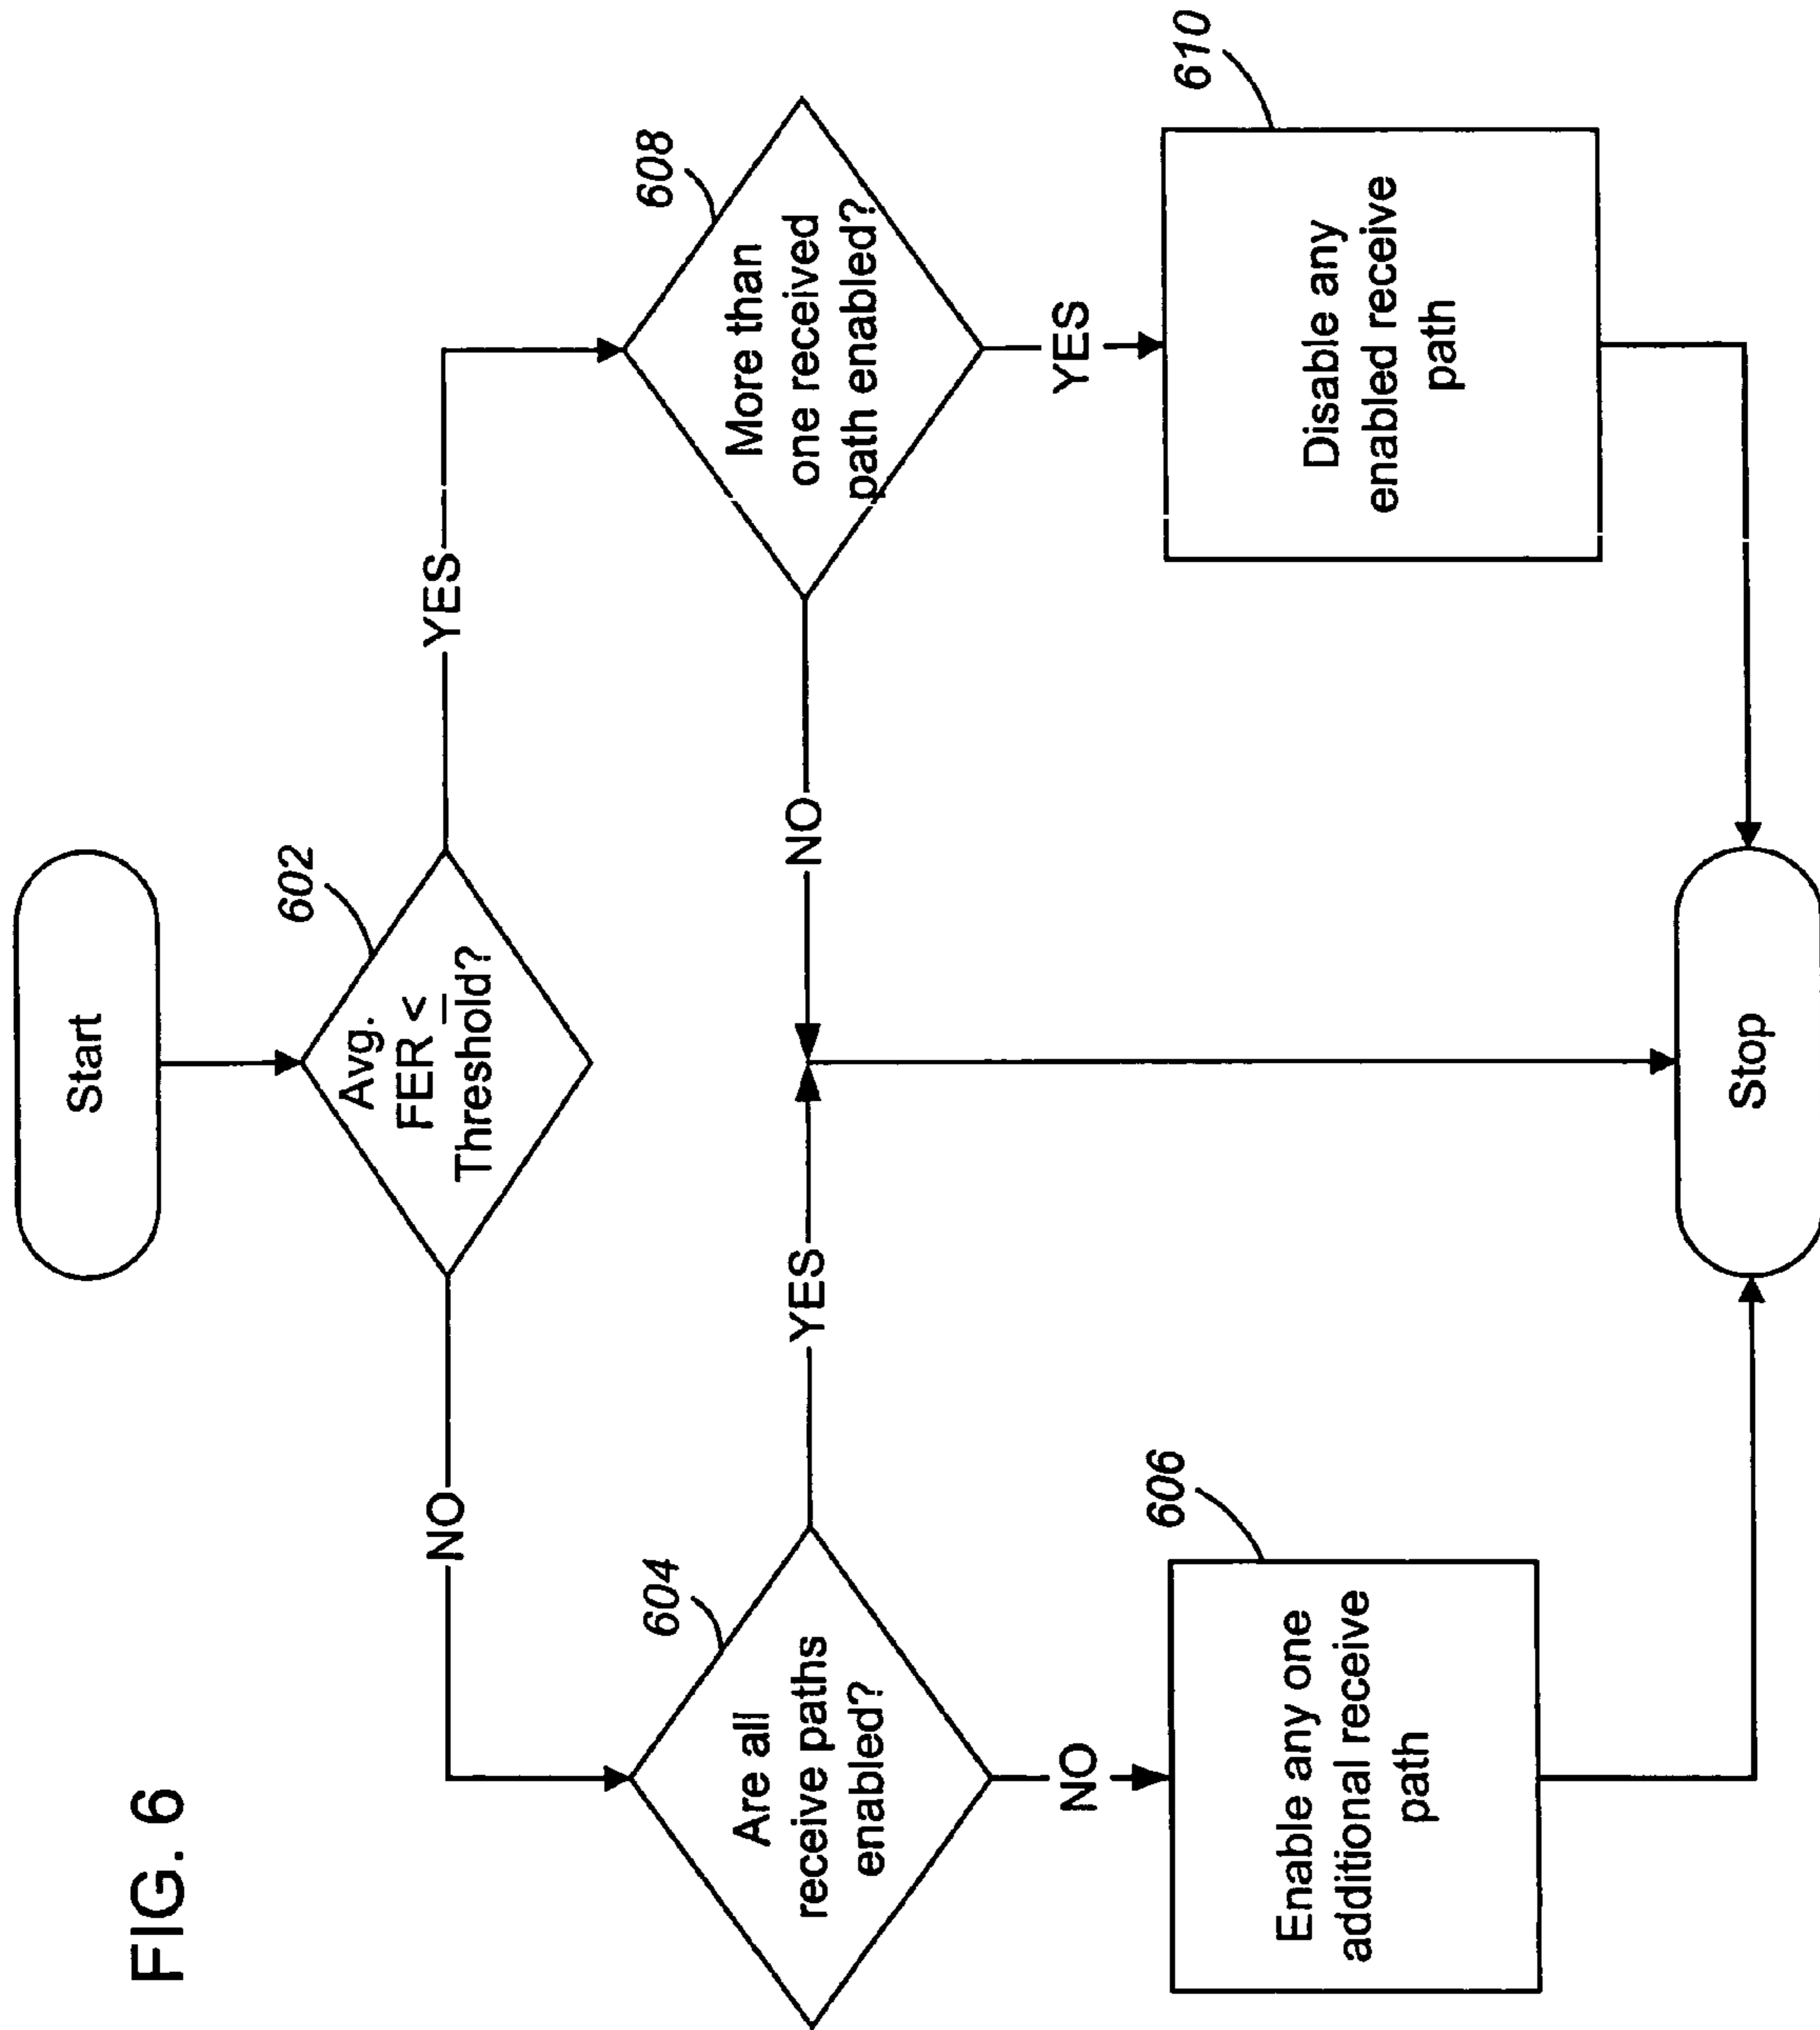 FIG. 6
Start
602
Avg.
FER ≤
Threshold?
NO
YES
604
Are all
receive paths
enabled?
YES
NO
608
More than
one received
path enabled?
NO
YES
606
Enable any one
additional receive
path
610
Disable any
enabled receive
path
Stop